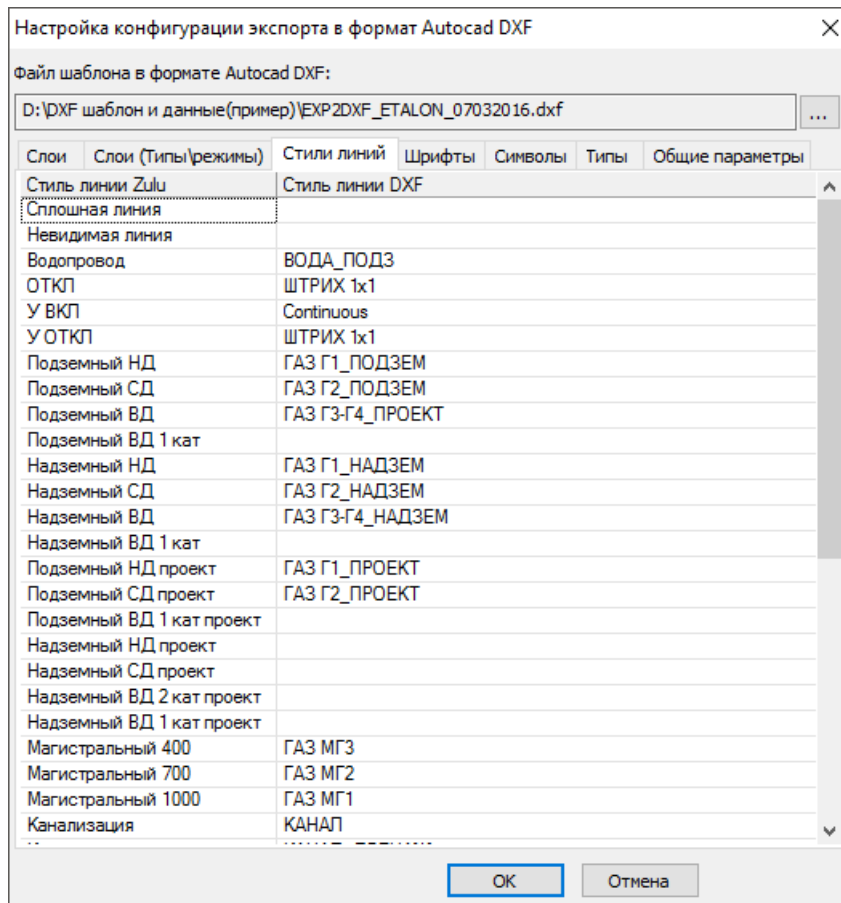 Настройка конфигурации экспорта в формат Autocad DXF
Файл шаблона в формате Autocad DXF:
D:\DXF шаблон и данные(пример)\EXP2DXF_ETALON_07032016.dxf ...
Слои Слои (Типы\режимы) Стили линий Шрифты Символы Типы Общие параметры
Стиль линии Zulu Стиль линии DXF
Сплошная линия
Невидимая линия
Водопровод ВОДА_ПОДЗ
ОТКЛ ШТРИХ 1x1
У ВКЛ Continuous
У ОТКЛ ШТРИХ 1x1
Подземный НД ГАЗ Г1_ПОДЗЕМ
Подземный СД ГАЗ Г2_ПОДЗЕМ
Подземный ВД ГАЗ Г3-Г4_ПРОЕКТ
Подземный ВД 1 кат
Надземный НД ГАЗ Г1_НАДЗЕМ
Надземный СД ГАЗ Г2_НАДЗЕМ
Надземный ВД ГАЗ Г3-Г4_НАДЗЕМ
Надземный ВД 1 кат
Подземный НД проект ГАЗ Г1_ПРОЕКТ
Подземный СД проект ГАЗ Г2_ПРОЕКТ
Подземный ВД 1 кат проект
Надземный НД проект
Надземный СД проект
Надземный ВД 2 кат проект
Надземный ВД 1 кат проект
Магистральный 400 ГАЗ МГ3
Магистральный 700 ГАЗ МГ2
Магистральный 1000 ГАЗ МГ1
Канализация КАНАЛ
OK Отмена